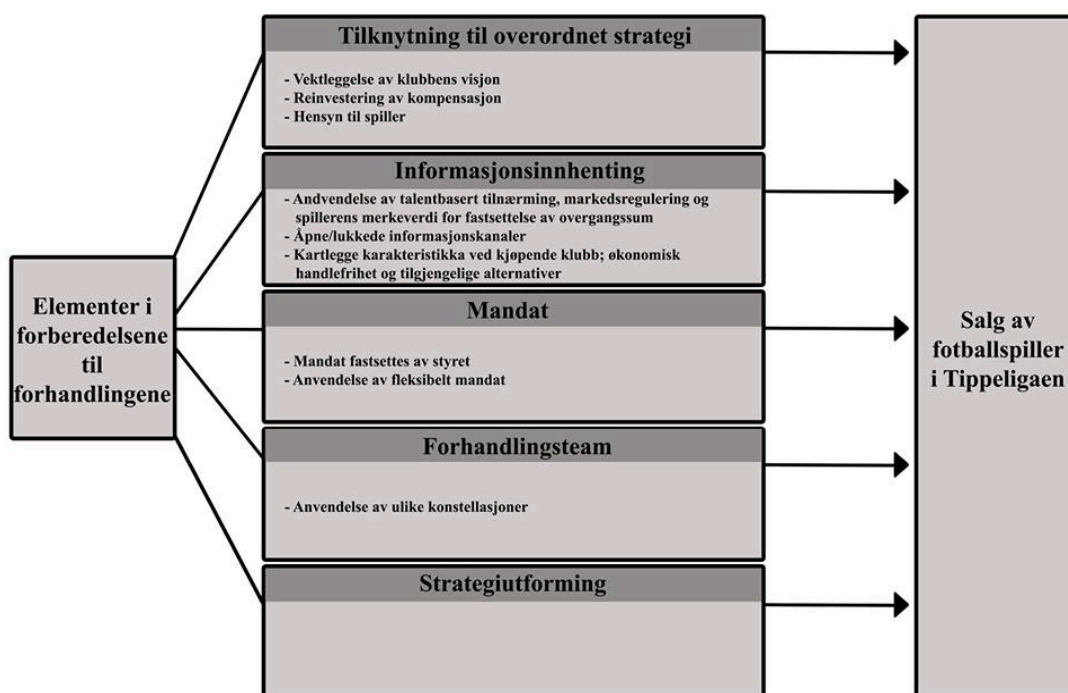 Elementer i
forberedelsene
til
forhandlingene
Tilknytning til overordnet strategi
- Vektleggelse av klubbens visjon
- Reinvestering av kompensasjon
- Hensyn til spiller
Informasjonsinnhenting
- Andvendelse av talentbasert tilnærming, markedsregulering og
spillerens merkeverdi for fastsettelse av overgangssum
- Åpne/lukkede informasjonskanaler
- Kartlegge karakteristikka ved kjøpende klubb; økonomisk
handlefrihet og tilgjengelige alternativer
Mandat
- Mandat fastsettes av styret
- Anvendelse av fleksibelt mandat
Forhandlingsteam
- Anvendelse av ulike konstellasjoner
Strategiutforming
Salg av
fotballspiller
i Tippeligaen